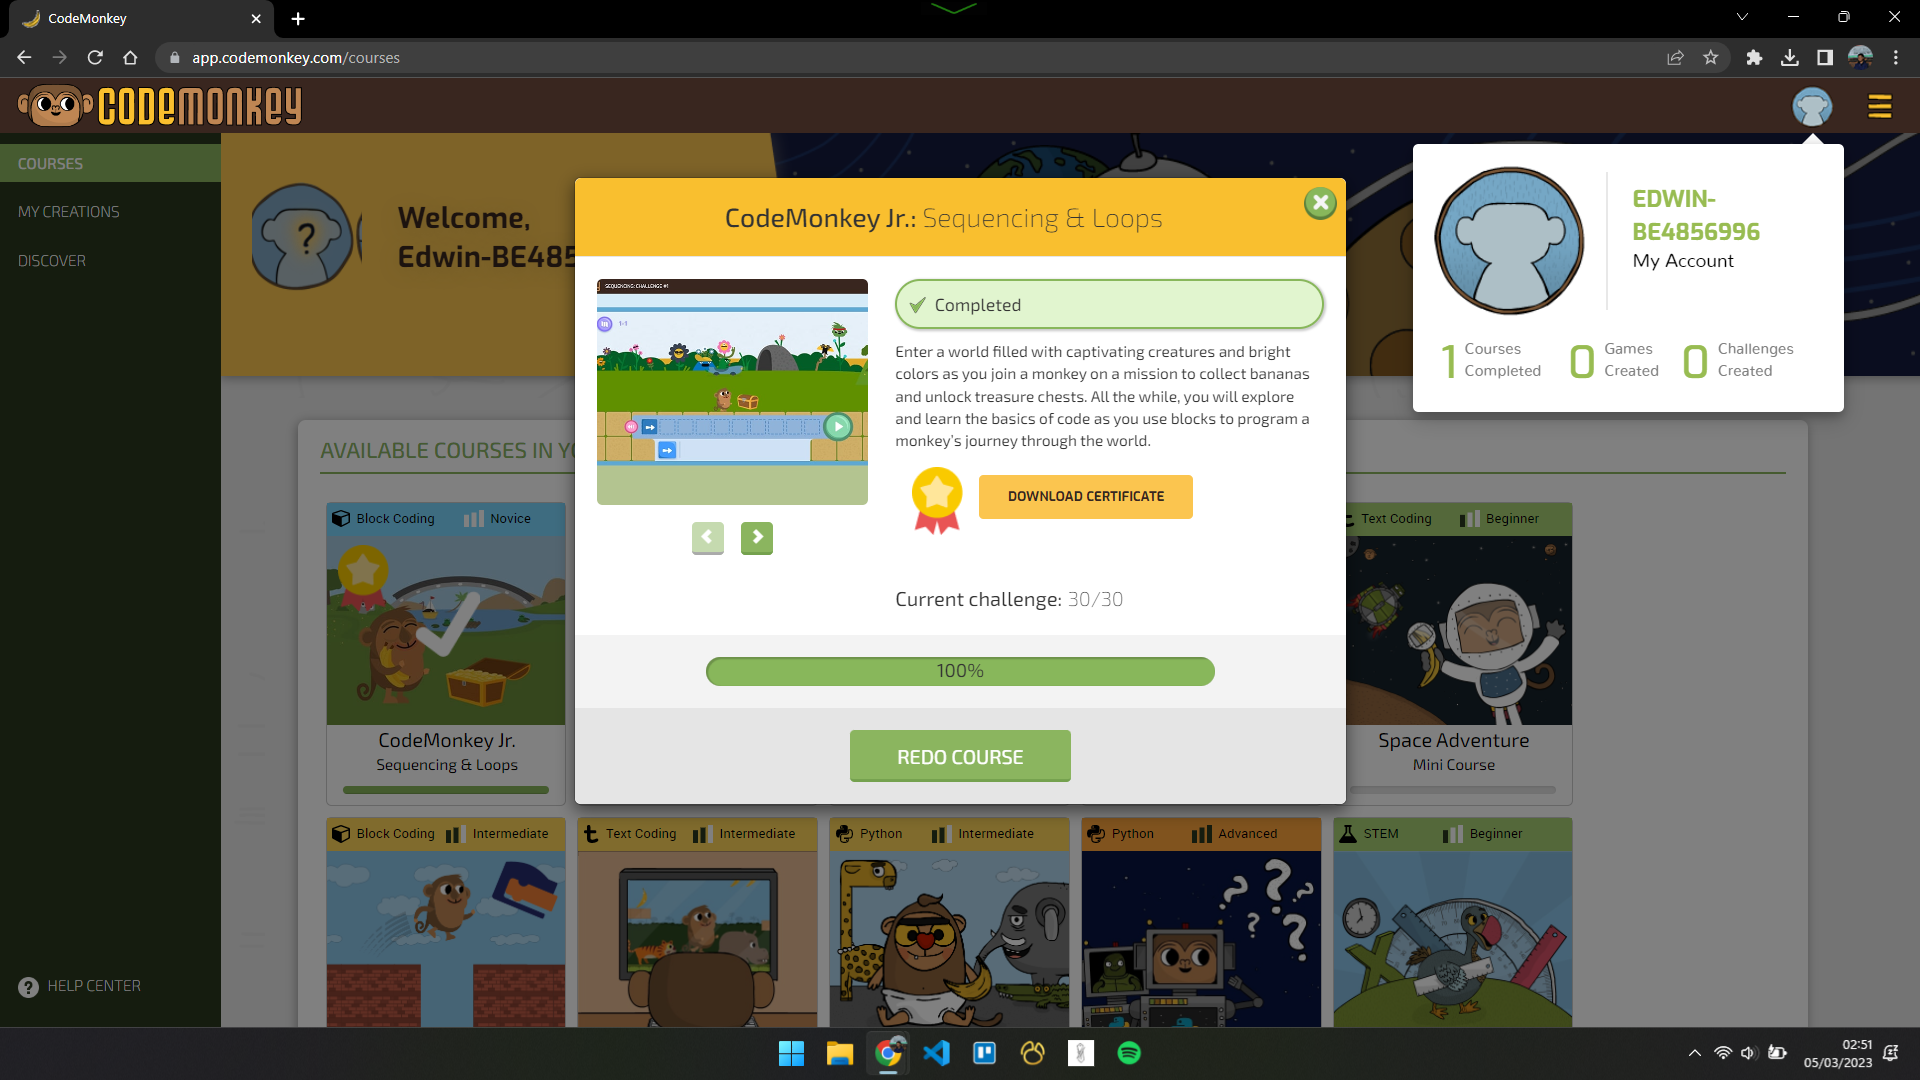 CodeMonkey
app.codemonkey.com/courses
CODEMONKEY
COURSES
MY CREATIONS
DISCOVER
HELP CENTER
Welcome,
Edwin-BE485
EDWIN-
BE4856996
My Account
1 Courses Completed
0 Games Created
0 Challenges Created
CodeMonkey Jr.: Sequencing & Loops
SEQUENCING: CHALLENGE #1
1-1
Completed
Enter a world filled with captivating creatures and bright
colors as you join a monkey on a mission to collect bananas
and unlock treasure chests. All the while, you will explore
and learn the basics of code as you use blocks to program a
monkey's journey through the world.
DOWNLOAD CERTIFICATE
Current challenge: 30/30
100%
REDO COURSE
AVAILABLE COURSES IN YO
Block Coding Novice
CodeMonkey Jr.
Sequencing & Loops
Text Coding Beginner
Space Adventure
Mini Course
Block Coding Intermediate
Text Coding Intermediate
Python Intermediate
Python Advanced
STEM Beginner
02:51
05/03/2023